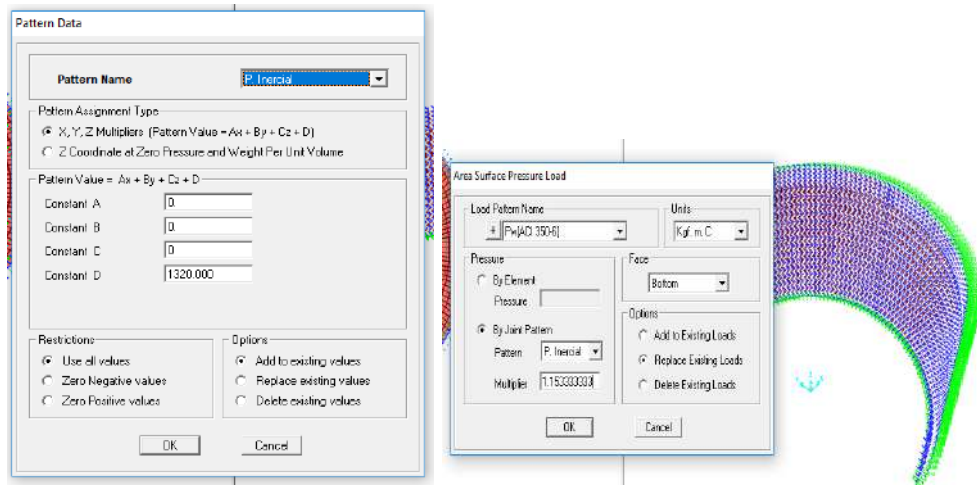 Pattern Data
Pattern Name
P. Inercial
Pattern Assignment Type
X, Y, Z Multipliers (Pattern Value = Ax + By + Cz + D)
Z Coordinate at Zero Pressure and Weight Per Unit Volume
Pattern Value = Ax + By + Cz + D
Constant A
0.
Constant B
0.
Constant C
0
Constant D
1320.000
Restrictions
Use all values
Zero Negative values
Zero Positive values
Options
Add to existing values
Replace existing values
Delete existing values
OK
Cancel
Area Surface Pressure Load
Load Pattern Name
+
Pwi(ACI 350-6)
Units
Kgf, m, C
Pressure
By Element
Pressure
By Joint Pattern
Pattern
P. Inercial
Multiplier
1.153333333
Face
Bottom
Options
Add to Existing Loads
Replace Existing Loads
Delete Existing Loads
OK
Cancel